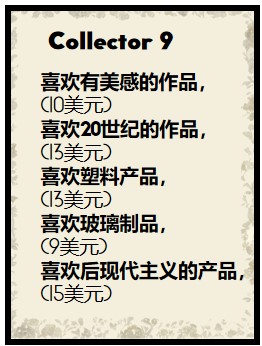 Collector 9
喜欢有美感的作品，
(10美元)
喜欢20世纪的作品，
(13美元)
喜欢塑料产品，
(13美元)
喜欢玻璃制品，
(9美元)
喜欢后现代主义的产品，
(15美元)